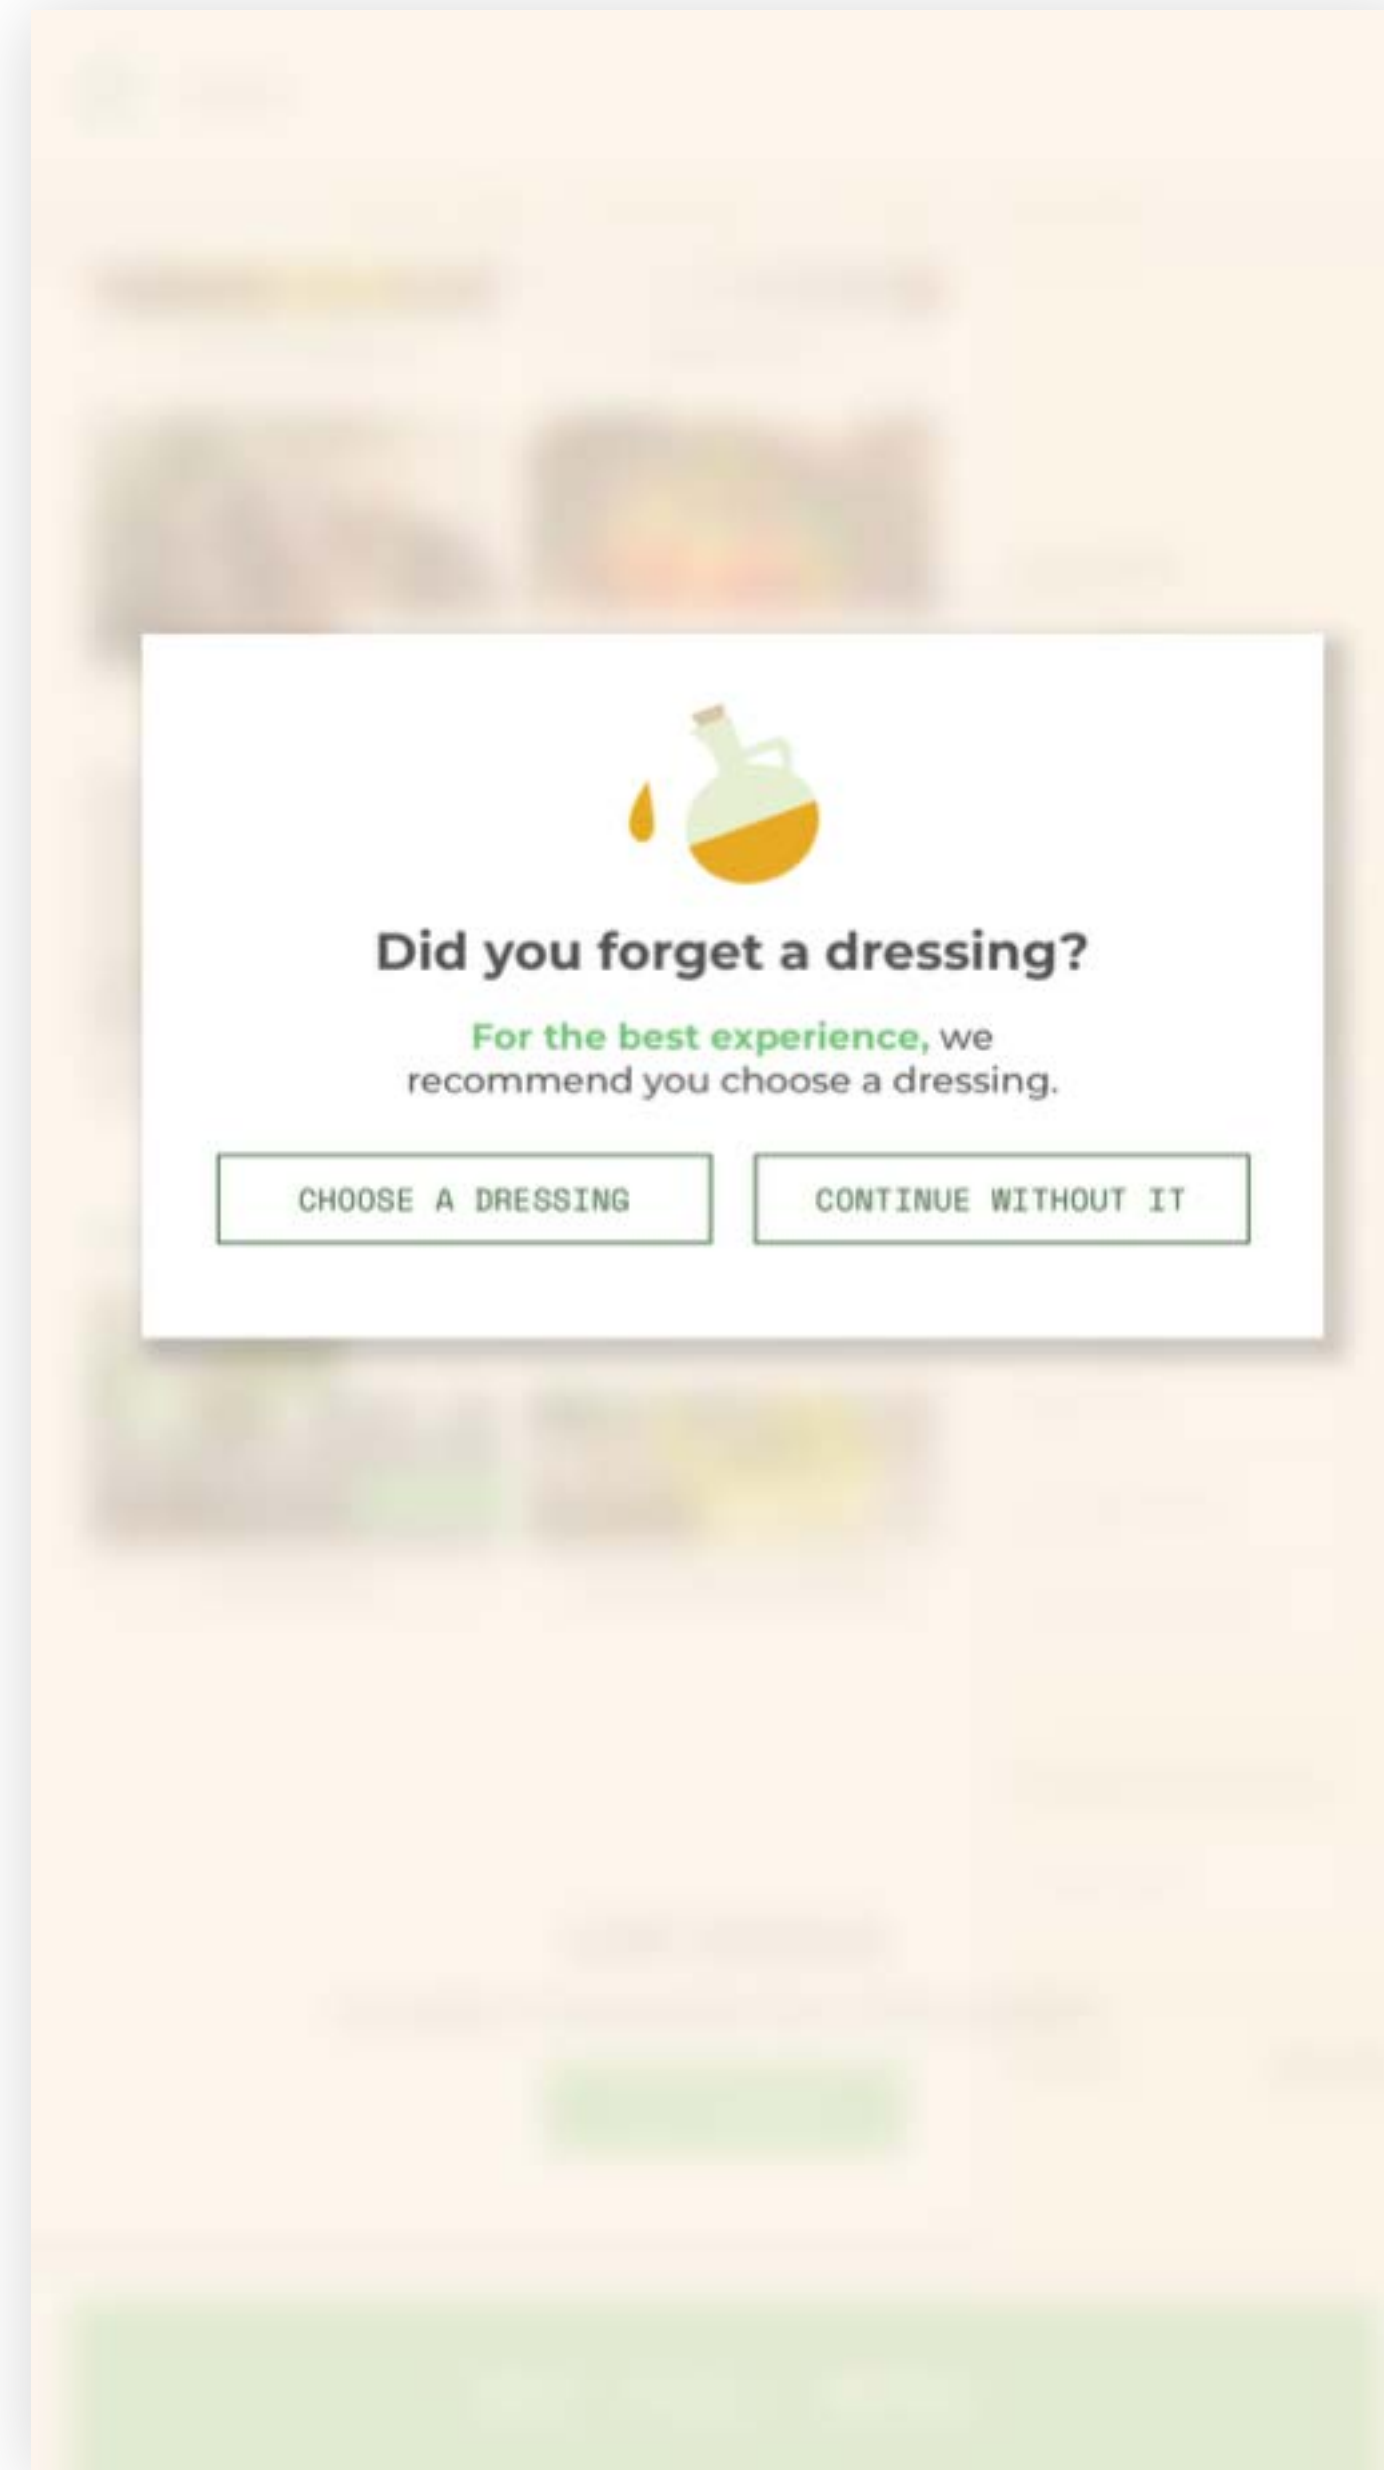 Did you forget a dressing?
For the best experience, we
recommend you choose a dressing.
CHOOSE A DRESSING
CONTINUE WITHOUT IT